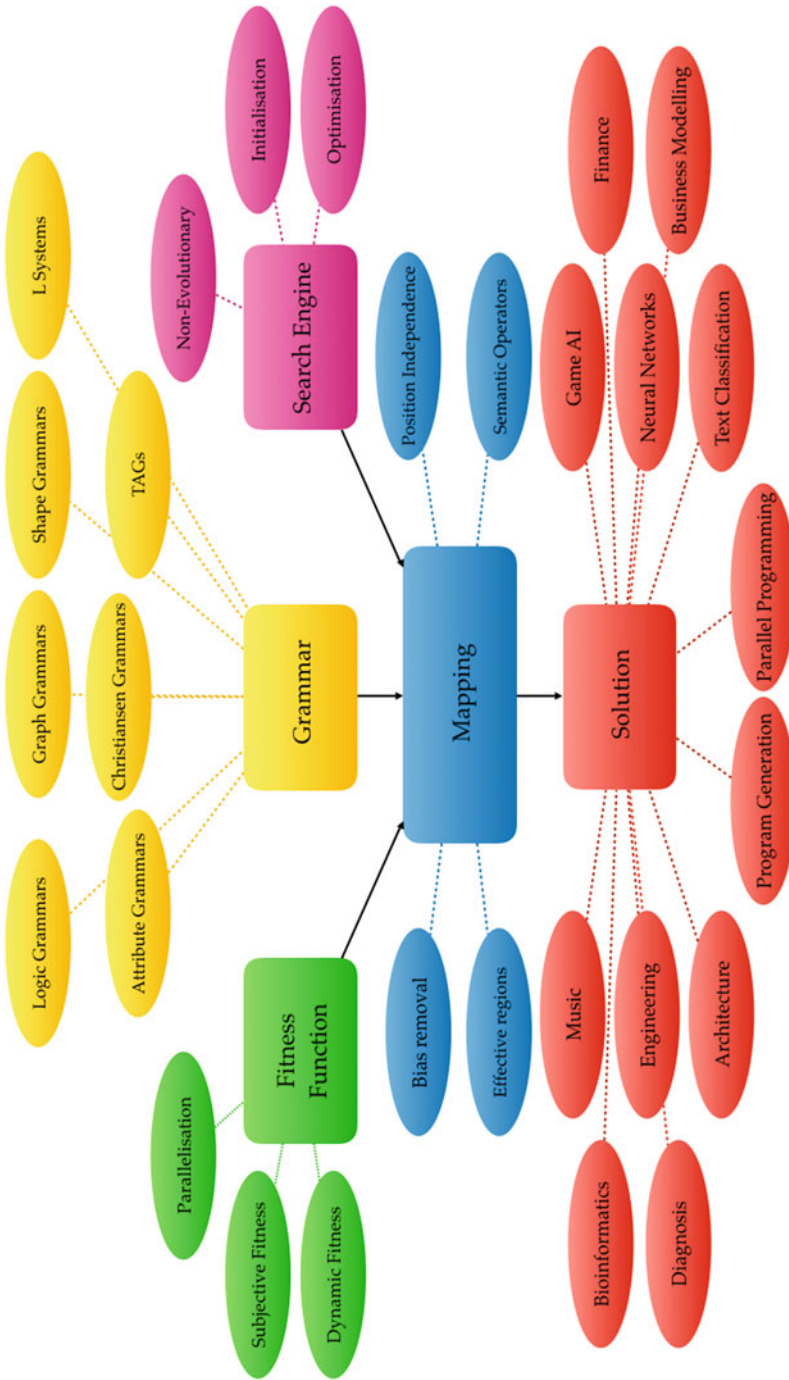 Logic Grammars
Graph Grammars
Shape Grammars
L Systems
Attribute Grammars
Christiansen Grammars
TAGs
Parallelisation
Non-Evolutionary
Subjective Fitness
Dynamic Fitness
Fitness
Function
Grammar
Search Engine
Initialisation
Optimisation
Bias removal
Effective regions
Mapping
Position Independence
Semantic Operators
Bioinformatics
Diagnosis
Music
Engineering
Architecture
Solution
Game AI
Neural Networks
Text Classification
Finance
Business Modelling
Program Generation
Parallel Programming